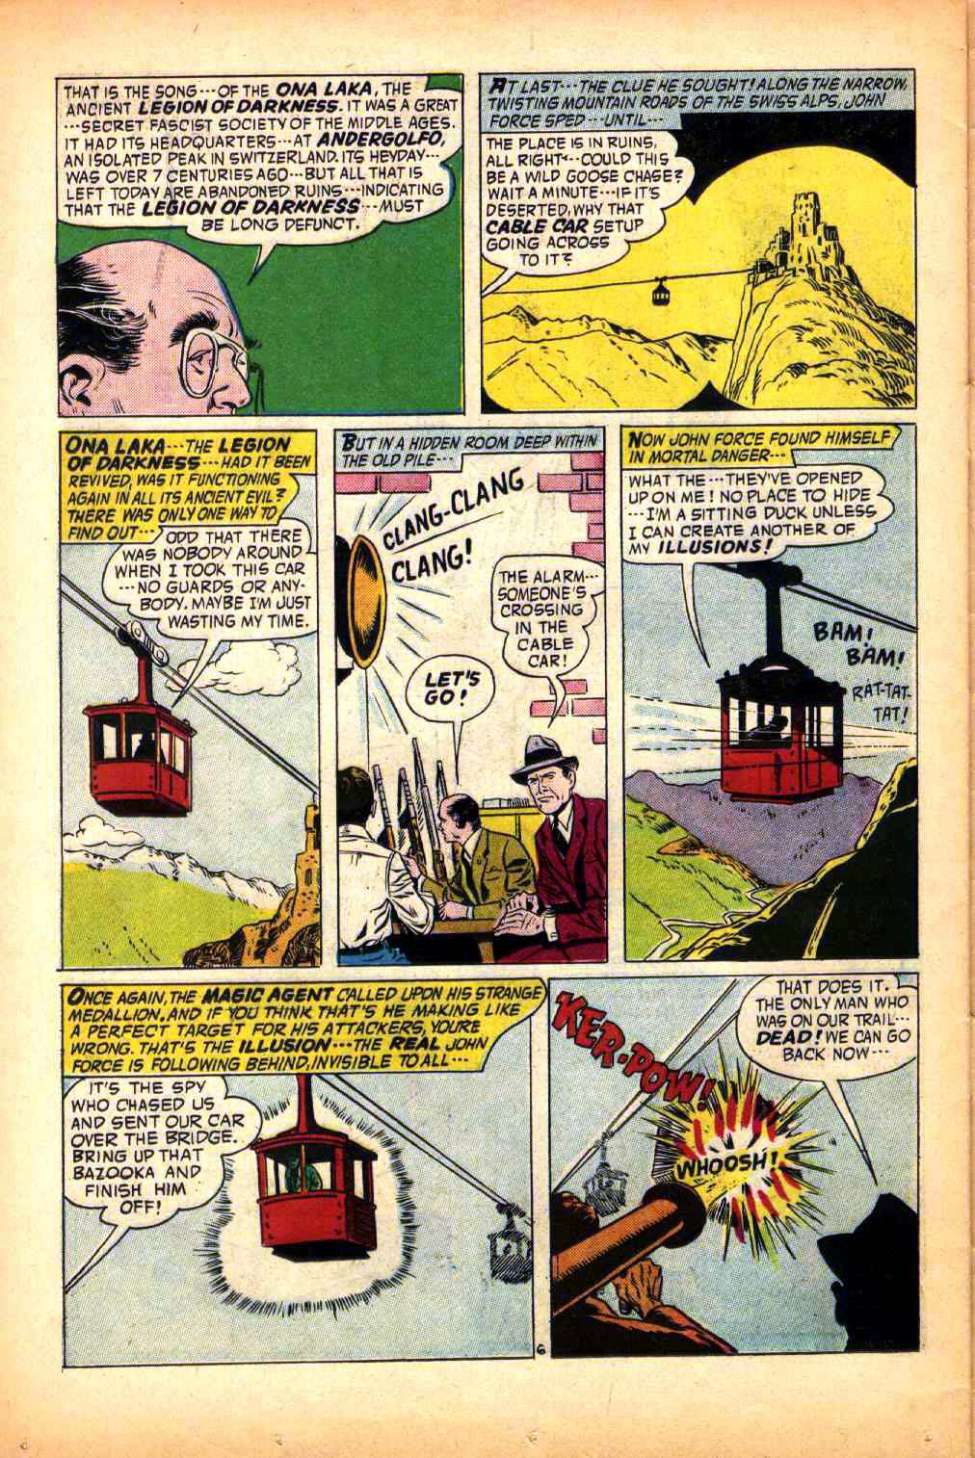 THAT IS THE SONG---OF THE ONA LAKA, THE
ANCIENT LEGION OF DARKNESS. IT WAS A GREAT
---SECRET FASCIST SOCIETY OF THE MIDDLE AGES.
IT HAD ITS HEADQUARTERS---AT ANDERGOLFO,
AN ISOLATED PEAK IN SWITZERLAND. ITS HEYDAY---
WAS OVER 7 CENTURIES AGO---BUT ALL THAT IS
LEFT TODAY ARE ABANDONED RUINS---INDICATING
THAT THE LEGION OF DARKNESS---MUST
BE LONG DEFUNCT.
AT LAST---THE CLUE HE SOUGHT! ALONG THE NARROW,
TWISTING MOUNTAIN ROADS OF THE SWISS ALPS, JOHN
FORCE SPED---UNTIL---
THE PLACE IS IN RUINS,
ALL RIGHT---COULD THIS
BE A WILD GOOSE CHASE?
WAIT A MINUTE---IF IT'S
DESERTED, WHY THAT
CABLE CAR SETUP
GOING ACROSS
TO IT?
ONA LAKA---THE LEGION
OF DARKNESS---HAD IT BEEN
REVIVED, WAS IT FUNCTIONING
AGAIN IN ALL ITS ANCIENT EVIL?
THERE WAS ONLY ONE WAY TO
FIND OUT---
ODD THAT THERE
WAS NOBODY AROUND
WHEN I TOOK THIS CAR
---NO GUARDS OR ANY-
BODY. MAYBE I'M JUST
WASTING MY TIME.
BUT IN A HIDDEN ROOM DEEP WITHIN
THE OLD PILE---
CLANG-CLANG
CLANG!
THE ALARM---
SOMEONE'S
CROSSING
IN THE
CABLE
CAR!
LET'S
GO!
NOW JOHN FORCE FOUND HIMSELF
IN MORTAL DANGER---
WHAT THE---THEY'VE OPENED
UP ON ME! NO PLACE TO HIDE
---I'M A SITTING DUCK UNLESS
I CAN CREATE ANOTHER OF
MY ILLUSIONS!
BAM!
BAM!
RAT-TAT-
TAT!
ONCE AGAIN, THE MAGIC AGENT CALLED UPON HIS STRANGE
MEDALLION. AND IF YOU THINK THAT'S HE MAKING LIKE
A PERFECT TARGET FOR HIS ATTACKERS, YOU'RE
WRONG. THAT'S THE ILLUSION---THE REAL JOHN
FORCE IS FOLLOWING BEHIND, INVISIBLE TO ALL---
IT'S THE SPY
WHO CHASED US
AND SENT OUR CAR
OVER THE BRIDGE.
BRING UP THAT
BAZOOKA AND
FINISH HIM
OFF!
6
KER-POW!
WHOOSH!
THAT DOES IT.
THE ONLY MAN WHO
WAS ON OUR TRAIL---
DEAD! WE CAN GO
BACK NOW---